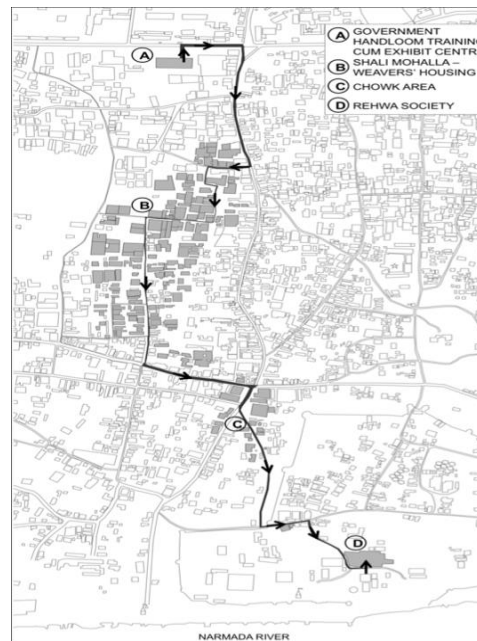 A GOVERNMENT
HANDLOOM TRAINING
CUM EXHIBIT CENTR
B SHALI MOHALLA –
WEAVERS' HOUSING
C CHOWK AREA
D REHWA SOCIETY
A
B
C
D
NARMADA RIVER